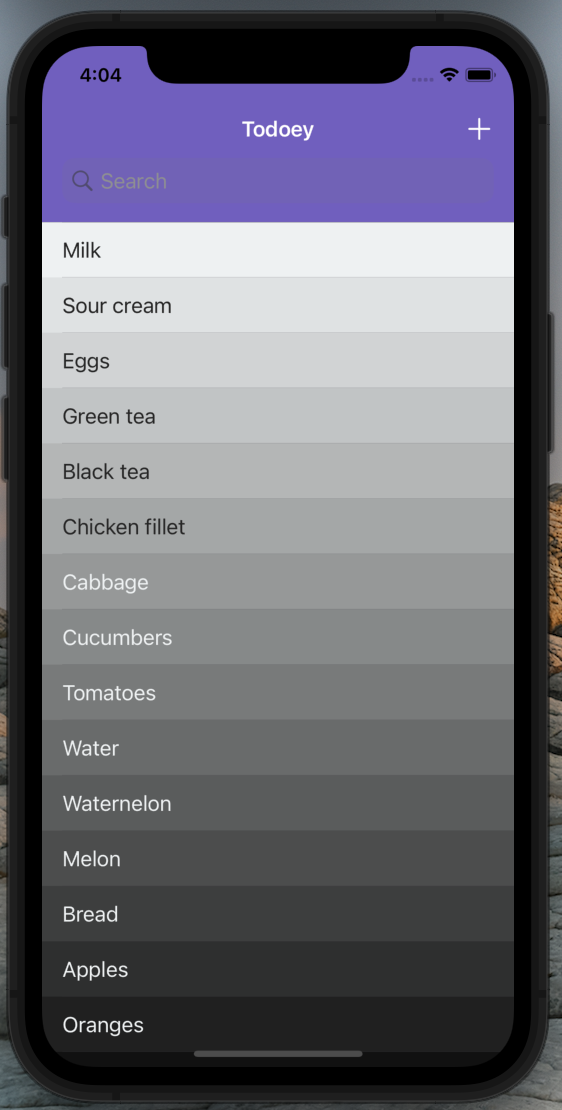 4:04
Todoey
Search
Milk
Sour cream
Eggs
Green tea
Black tea
Chicken fillet
Cabbage
Cucumbers
Tomatoes
Water
Waternelon
Melon
Bread
Apples
Oranges